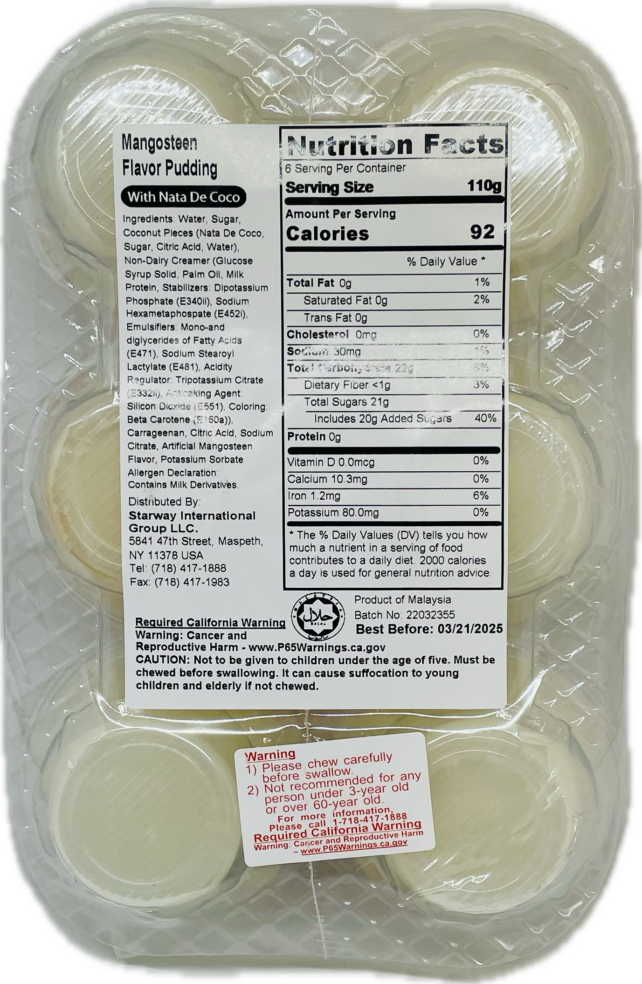 Mangosteen
Flavor Pudding
With Nata De Coco
Ingredients: Water, Sugar,
Coconut Pieces (Nata De Coco,
Sugar, Citric Acid, Water),
Non-Dairy Creamer (Glucose
Syrup Solid, Palm Oil, Milk
Protein, Stabilizers: Dipotassium
Phosphate (E340ii), Sodium
Hexametaphospate (E452i),
Emulsifiers: Mono-and
diglycerides of Fatty Acids
(E471), Sodium Stearoyl
Lactylate (E481), Acidity
Regulator: Tripotassium Citrate
(E332ii), Anticaking Agent:
Silicon Dioxide (E551), Coloring:
Beta Carotene (E160a)),
Carrageenan, Citric Acid, Sodium
Citrate, Artificial Mangosteen
Flavor, Potassium Sorbate
Allergen Declaration:
Contains Milk Derivatives.
Distributed By:
Starway International
Group LLC.
5841 47th Street, Maspeth,
NY 11378 USA
Tel: (718) 417-1888
Fax: (718) 417-1983
Nutrition Facts
6 Serving Per Container
Serving Size 110g
Amount Per Serving
Calories 92
% Daily Value *
Total Fat 0g 1%
Saturated Fat 0g 2%
Trans Fat 0g
Cholesterol 0mg 0%
Sodium 30mg 1%
Total Carbohydrate 22g 8%
Dietary Fiber <1g 3%
Total Sugars 21g
Includes 20g Added Sugars 40%
Protein 0g
Vitamin D 0.0mcg 0%
Calcium 10.3mg 0%
Iron 1.2mg 6%
Potassium 80.0mg 0%
* The % Daily Values (DV) tells you how
much a nutrient in a serving of food
contributes to a daily diet. 2000 calories
a day is used for general nutrition advice.
حلال
HALAL
Product of Malaysia
Batch No: 22032355
Best Before: 03/21/2025
Required California Warning
Warning: Cancer and
Reproductive Harm - www.P65Warnings.ca.gov
CAUTION: Not to be given to children under the age of five. Must be
chewed before swallowing. It can cause suffocation to young
children and elderly if not chewed.
Warning
1) Please chew carefully
before swallow.
2) Not recommended for any
person under 3-year old
or over 60-year old.
For more information,
Please call 1-718-417-1888
Required California Warning
Warning: Cancer and Reproductive Harm
– www.P65Warnings.ca.gov